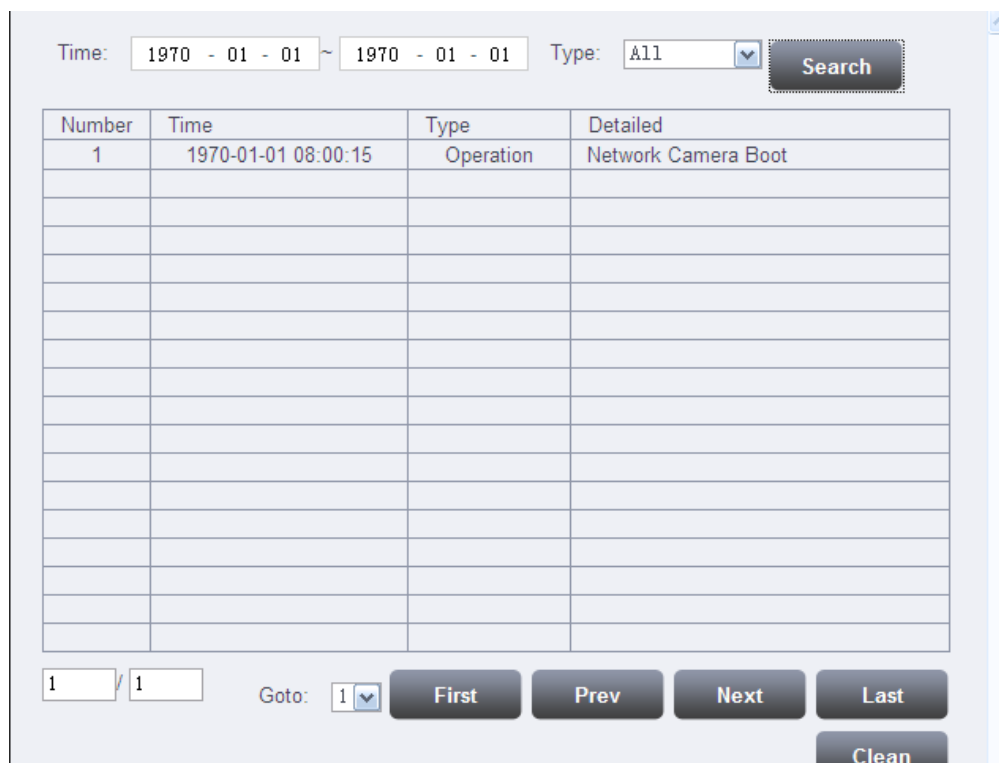 Time: 1970 - 01 - 01 ~ 1970 - 01 - 01 Type: All Search
Number Time Type Detailed
1 1970-01-01 08:00:15 Operation Network Camera Boot
1 / 1 Goto: 1 First Prev Next Last
Clean